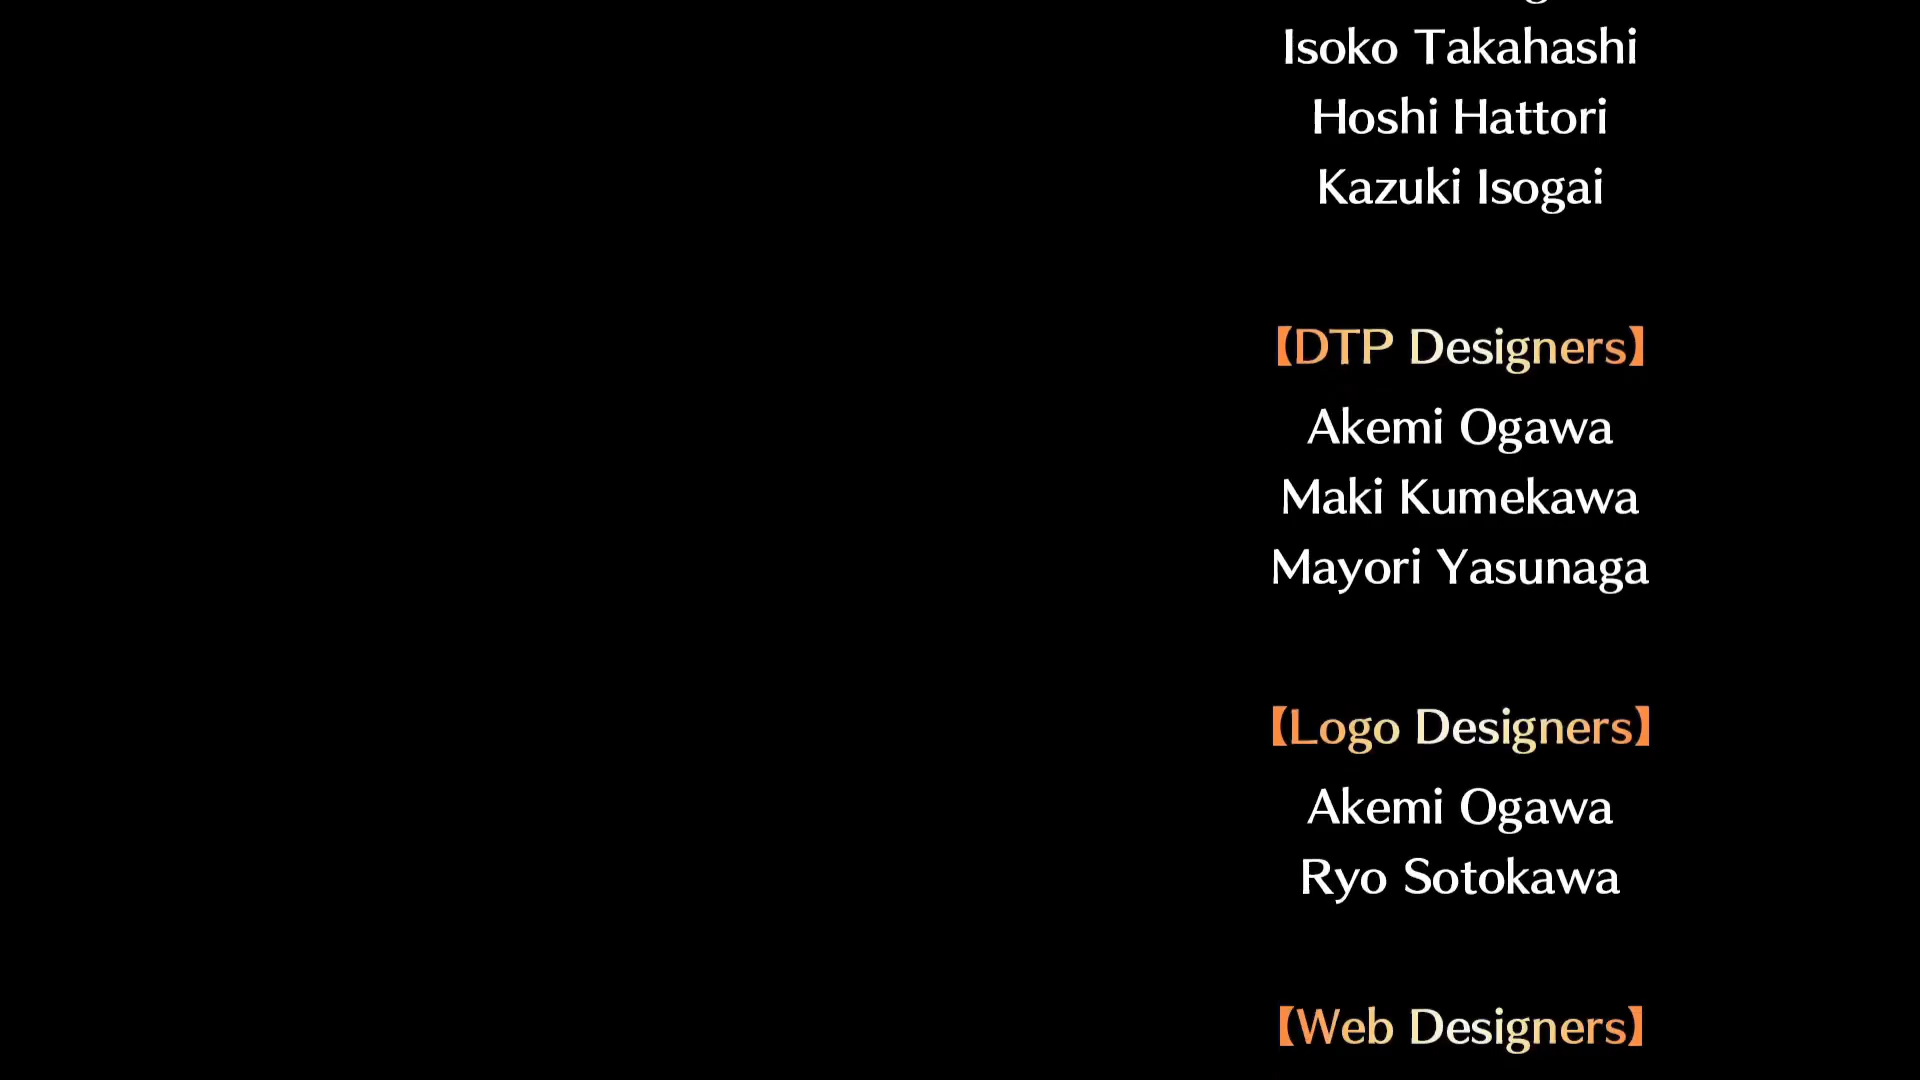 Isoko Takahashi
Hoshi Hattori
Kazuki Isogai
【DTP Designers】
Akemi Ogawa
Maki Kumekawa
Mayori Yasunaga
【Logo Designers】
Akemi Ogawa
Ryo Sotokawa
【Web Designers】